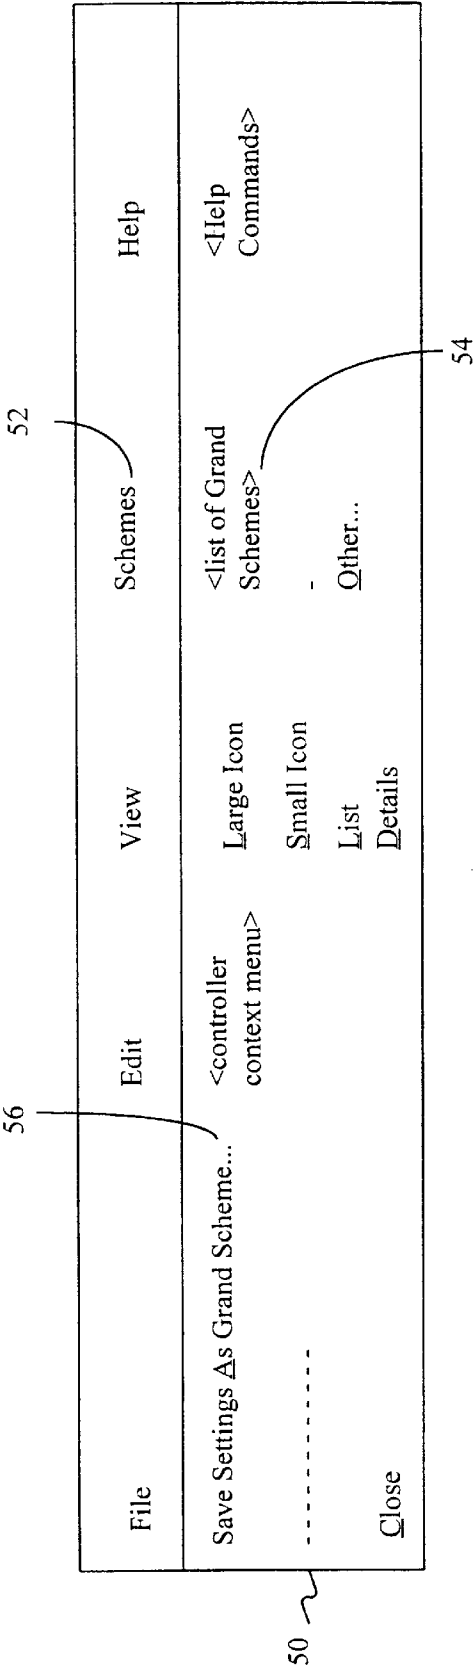 52
56
File
Edit
View
Schemes
Help
Save Settings As Grand Scheme...
<controller
context menu>
Large Icon
<list of Grand
Schemes>
<Help
Commands>
- - - - - - - - - - - - - -
Small Icon
-
List
Other...
Close
Details
50
54